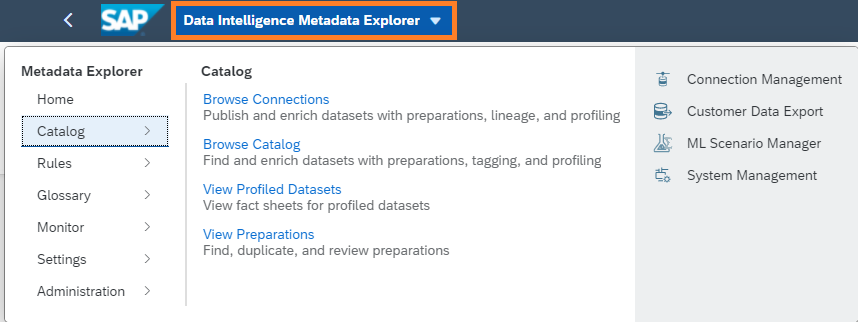 SAP Data Intelligence Metadata Explorer
Metadata Explorer
Home
Catalog
Rules
Glossary
Monitor
Settings
Administration
Catalog
Browse Connections
Publish and enrich datasets with preparations, lineage, and profiling
Browse Catalog
Find and enrich datasets with preparations, tagging, and profiling
View Profiled Datasets
View fact sheets for profiled datasets
View Preparations
Find, duplicate, and review preparations
Connection Management
Customer Data Export
ML Scenario Manager
System Management